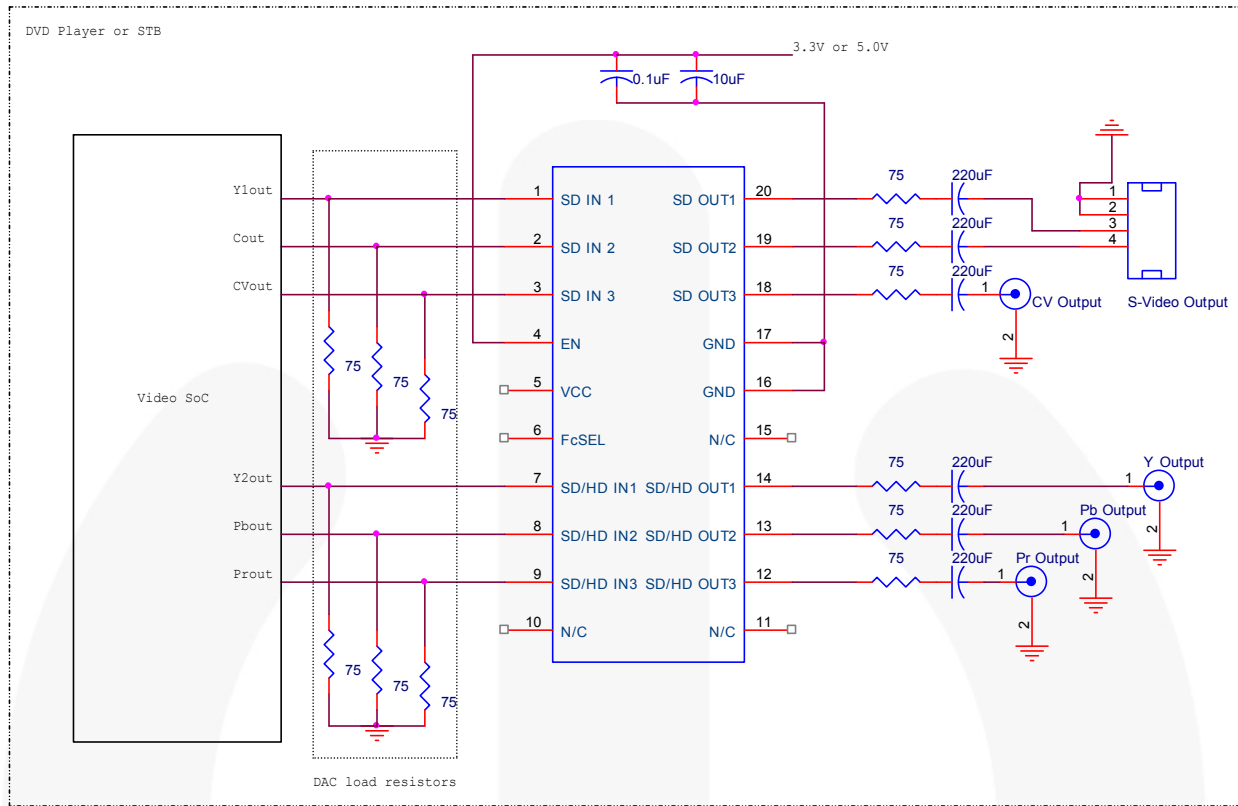 DVD Player or STB
3.3V or 5.0V
0.1uF
10uF
Video SoC
Y1out
Cout
CVout
Y2out
Pbout
Prout
75
75
75
75
75
75
DAC load resistors
1 SD IN 1
2 SD IN 2
3 SD IN 3
4 EN
5 VCC
6 FcSEL
7 SD/HD IN1
8 SD/HD IN2
9 SD/HD IN3
10 N/C
SD OUT1 20
SD OUT2 19
SD OUT3 18
GND 17
GND 16
N/C 15
SD/HD OUT1 14
SD/HD OUT2 13
SD/HD OUT3 12
N/C 11
75 220uF
75 220uF
75 220uF
1
2
3
4
S-Video Output
1
CV Output
2
75 220uF
75 220uF
75 220uF
1
Y Output
2
1
Pb Output
2
1
Pr Output
2